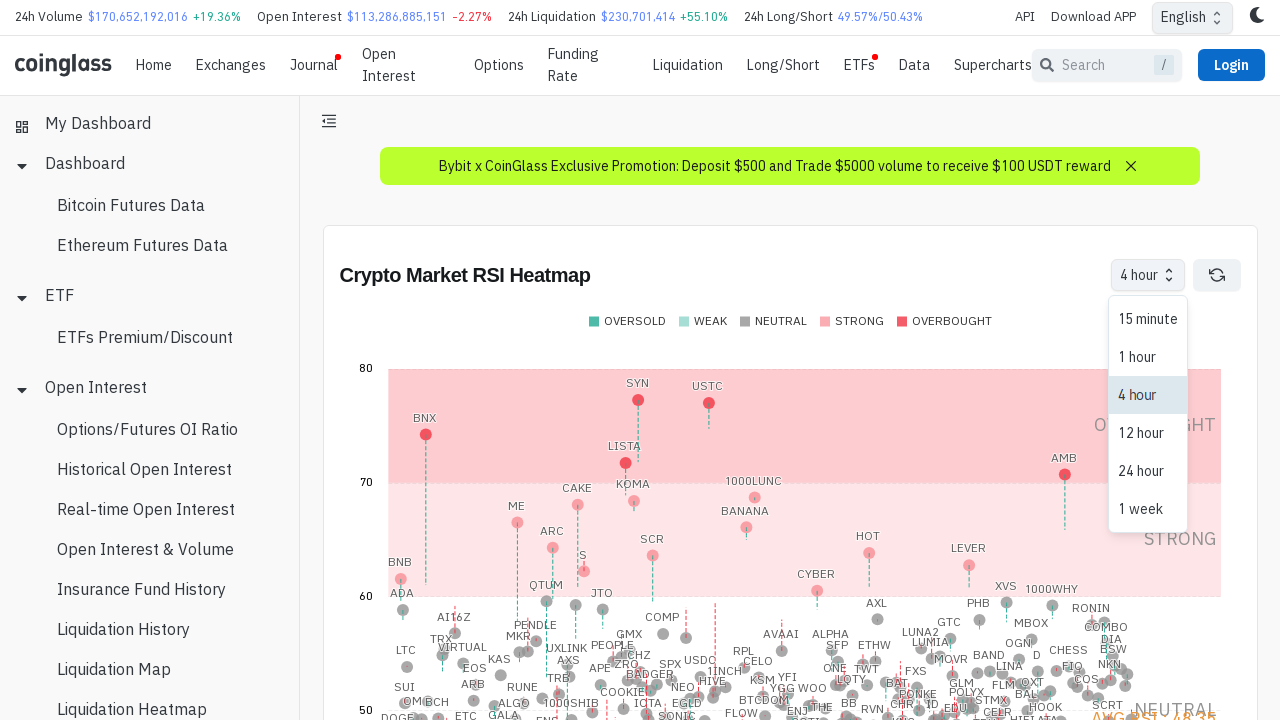 24h Volume $170,652,192,016 +19.36% Open Interest $113,286,885,151 -2.27% 24h Liquidation $230,701,414 +55.10% 24h Long/Short 49.57%/50.43% API Download APP English
coinglass Home Exchanges Journal Open Interest Options Funding Rate Liquidation Long/Short ETFs Data Supercharts Search / Login
My Dashboard
Dashboard
Bitcoin Futures Data
Ethereum Futures Data
ETF
ETFs Premium/Discount
Open Interest
Options/Futures OI Ratio
Historical Open Interest
Real-time Open Interest
Open Interest & Volume
Insurance Fund History
Liquidation History
Liquidation Map
Liquidation Heatmap
Bybit x CoinGlass Exclusive Promotion: Deposit $500 and Trade $5000 volume to receive $100 USDT reward
Crypto Market RSI Heatmap
4 hour
15 minute
1 hour
4 hour
12 hour
24 hour
1 week
OVERSOLD WEAK NEUTRAL STRONG OVERBOUGHT
80
SYN USTC
BNX
LISTA AMB
70
KOMA 1000LUNC
CAKE
ME BANANA
ARC SCR HOT
S LEVER
STRONG
BNB CYBER
QTUM XVS 1000WHY
60
ADA JTO
AXL PHB RONIN
AI16Z COMP GTC MBOX
PENDLE COMBO
MKR GMX AVAAI ALPHA LUNA2
TRX VIRTUAL UXLINK PEOPLE SFP ETHW LUMIA OGN DIA
LTC CHZ RPL BAND D CHESS BSW
KAS AXS USDC CELO MOVR
EOS APE ZRO SPX 1INCH ONE TWT FXS LINA FIO NKN
TRB BADGER KSM YFI LOTY BAT GLM FLM OXT COS
SUI ARB RUNE COOKIE NEO HIVE YGG WOO PONKE POLYX BAL
OM BCH ALGO 1000SHIB ICTA EGLD BTCDOM THE BB CHR ID STMX HOOK SCRT
50
DOGE ETC GALA SONIC FLOW ENJ RVN EDU CELR NEUTRAL